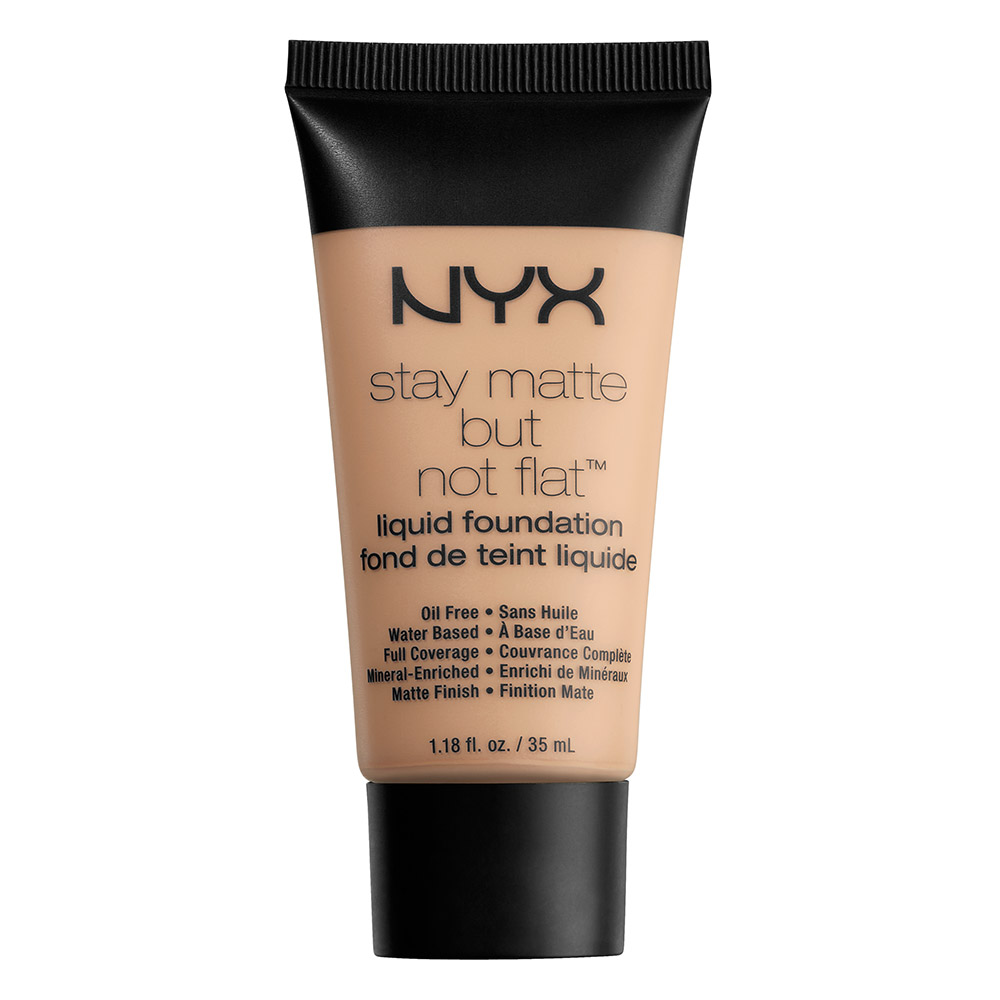 NYX
stay matte
but
not flat™
liquid foundation
fond de teint liquide
Oil Free • Sans Huile
Water Based • À Base d'Eau
Full Coverage • Couvrance Complète
Mineral-Enriched • Enrichi de Minéraux
Matte Finish • Finition Mate
1.18 fl. oz. / 35 mL